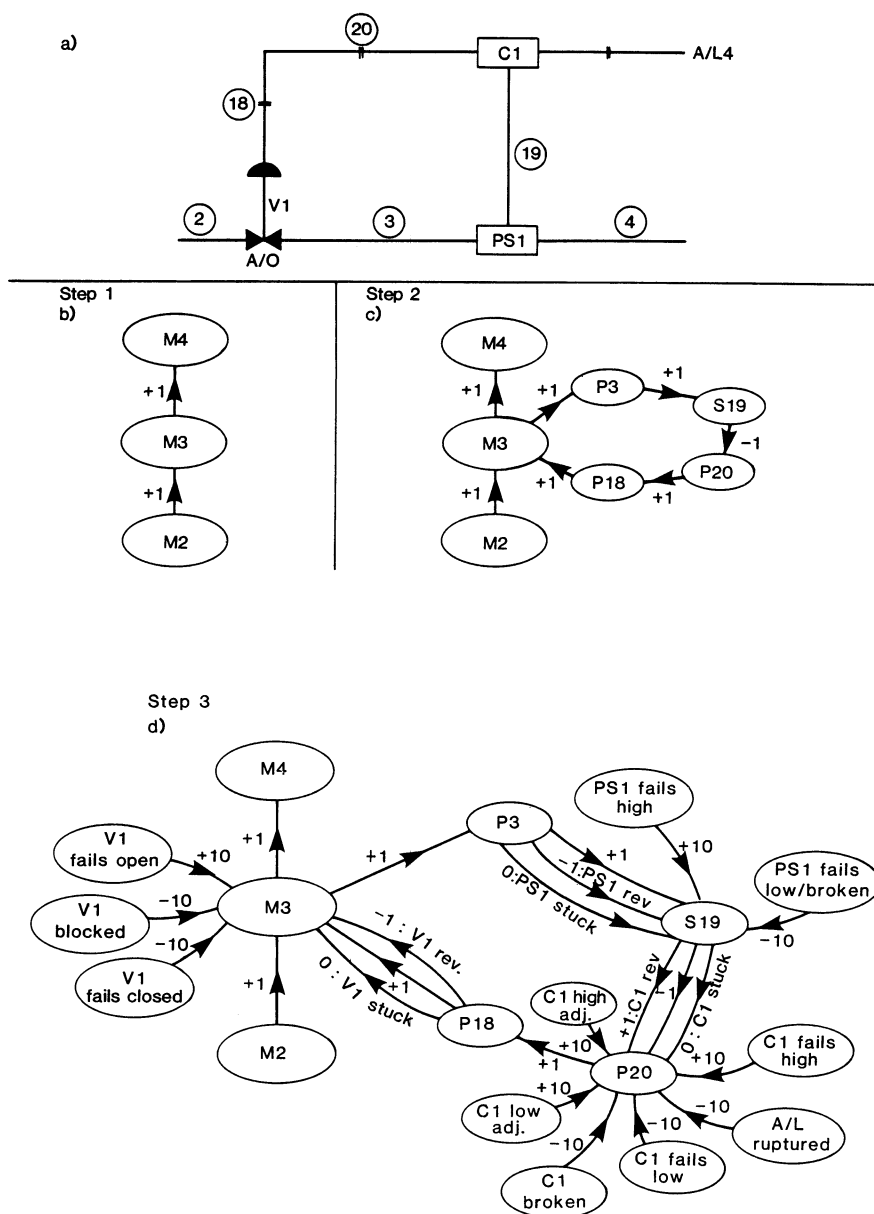 a)
20
C1
A/L4
18
19
V1
2
3
PS1
4
A/O
Step 1
b)
M4
+1
M3
+1
M2
Step 2
c)
M4
+1
+1
P3
+1
S19
-1
M3
P20
P18
+1
+1
+1
M2
Step 3
d)
M4
+1
V1
fails open
+10
V1
blocked
-10
V1
fails closed
-10
M3
+1
M2
+1
P3
PS1 fails
high
+10
+1
-1:PS1 rev
0:PS1 stuck
PS1 fails
low/broken
-10
S19
-1 : V1 rev.
+1
0 : V1 stuck
P18
+1:C1 rev
-1
0: C1 stuck
C1 high
adj.
+10
+1
P20
+10
C1 fails
high
+10
C1 low
adj.
-10
C1
broken
-10
C1 fails
low
-10
A/L
ruptured